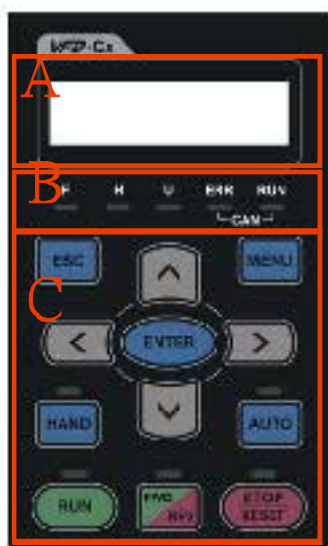 A
B
F H U ERR RUN
CAN
C
ESC MENU
ENTER
HAND AUTO
RUN FWD STOP
REV RESET